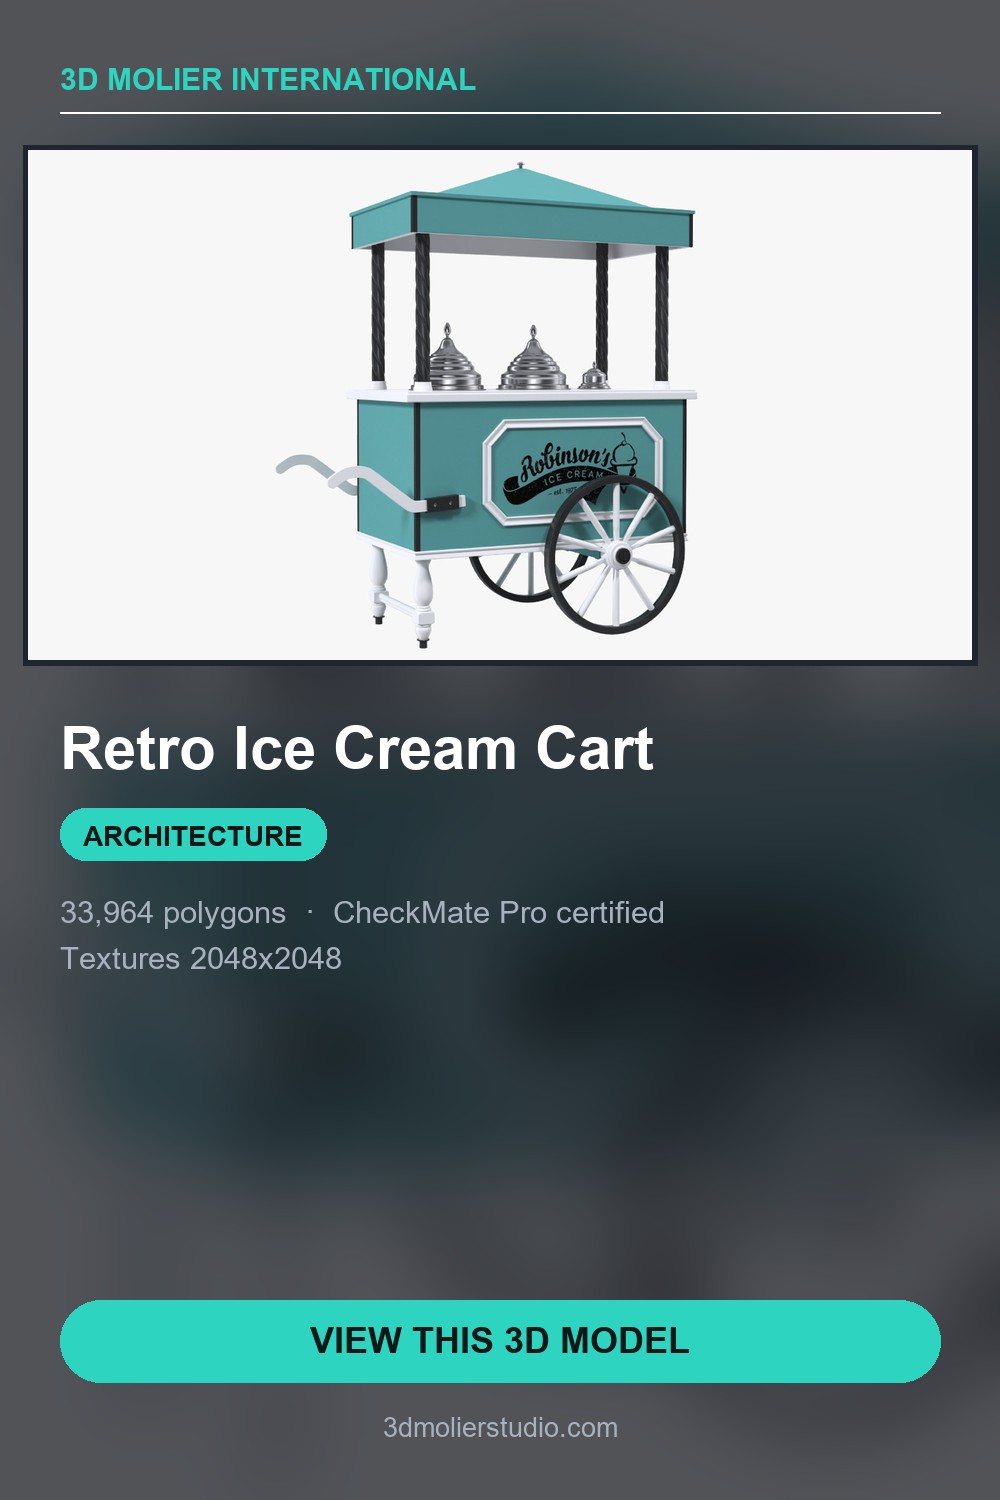 3D MOLIER INTERNATIONAL
Robinson's
ICE CREAM
Retro Ice Cream Cart
ARCHITECTURE
33,964 polygons · CheckMate Pro certified
Textures 2048x2048
VIEW THIS 3D MODEL
3dmolierstudio.com